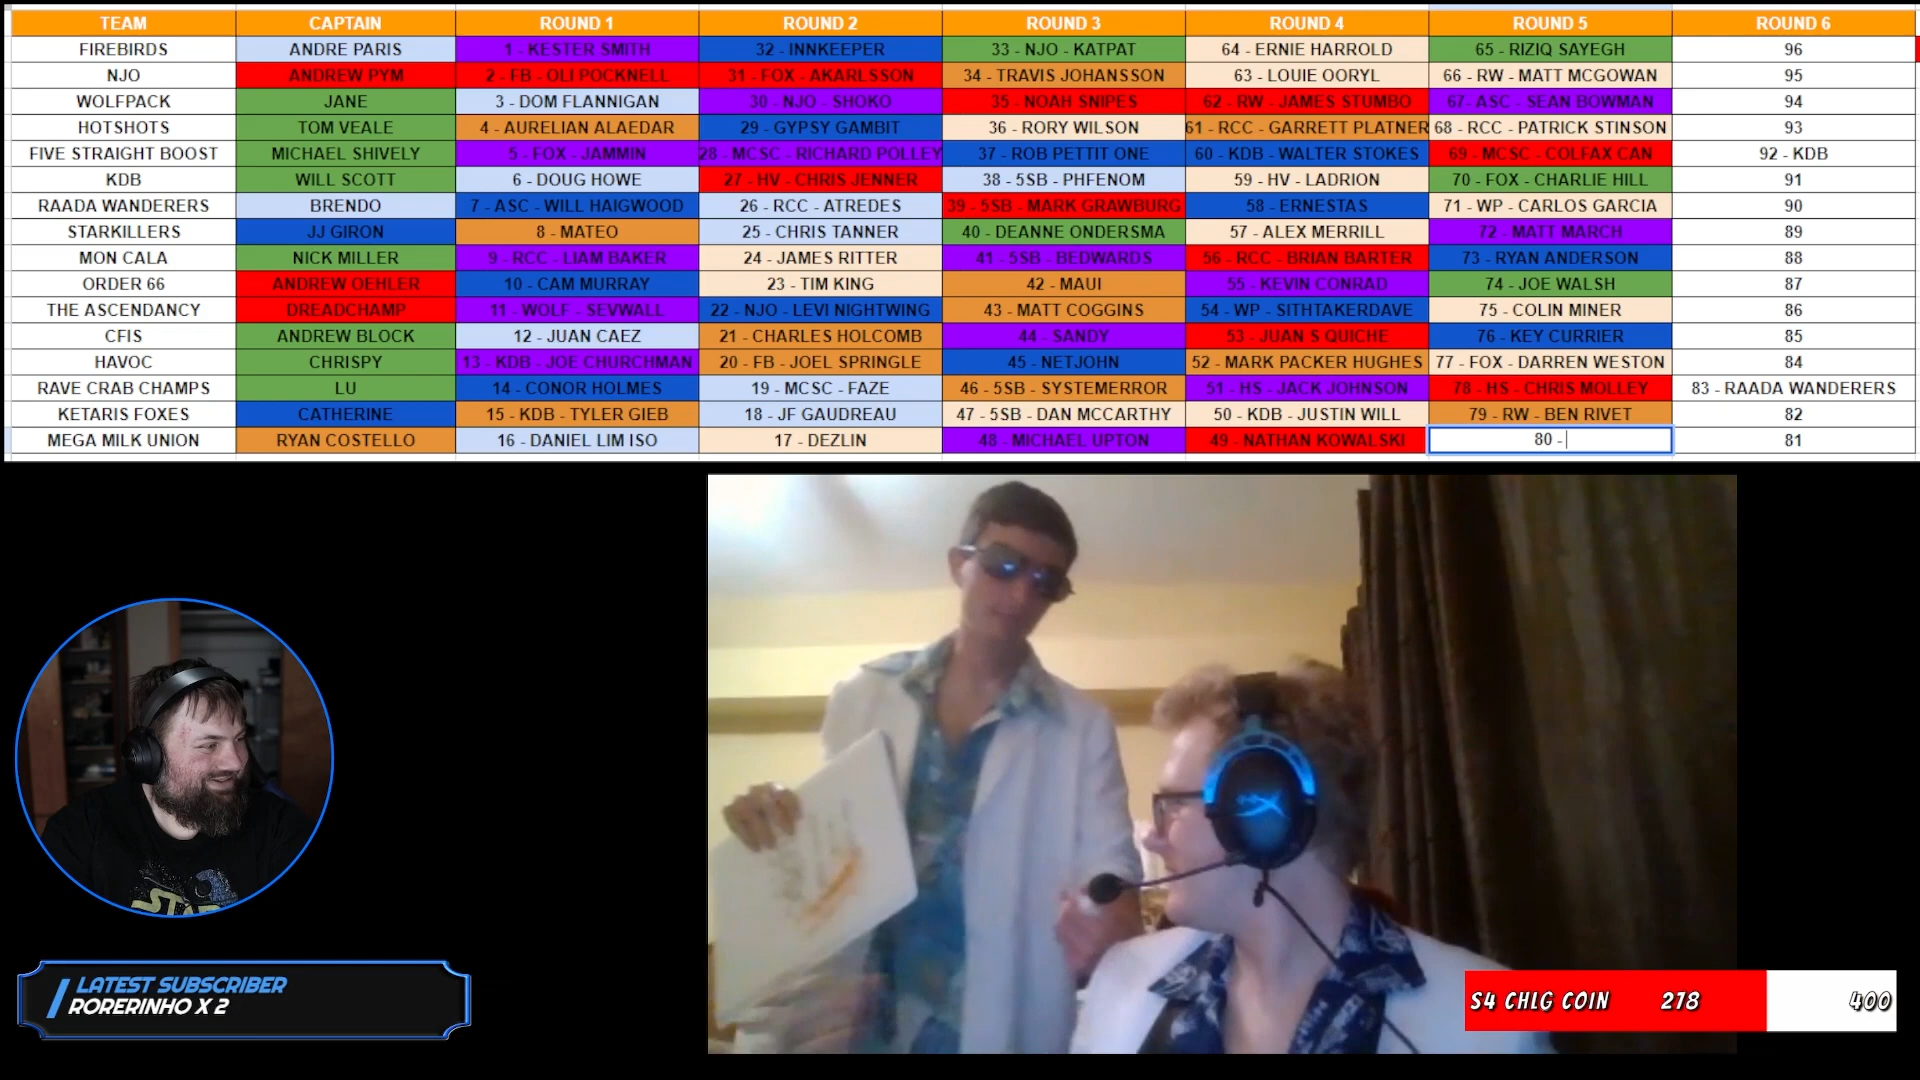 TEAM CAPTAIN ROUND 1 ROUND 2 ROUND 3 ROUND 4 ROUND 5 ROUND 6
FIREBIRDS ANDRE PARIS 1 - KESTER SMITH 32 - INNKEEPER 33 - NJO - KATPAT 64 - ERNIE HARROLD 65 - RIZIQ SAYEGH 96
NJO ANDREW PYM 2 - FB - OLI POCKNELL 31 - FOX - AKARLSSON 34 - TRAVIS JOHANSSON 63 - LOUIE OORYL 66 - RW - MATT MCGOWAN 95
WOLFPACK JANE 3 - DOM FLANNIGAN 30 - NJO - SHOKO 35 - NOAH SNIPES 62 - RW - JAMES STUMBO 67- ASC - SEAN BOWMAN 94
HOTSHOTS TOM VEALE 4 - AURELIAN ALAEDAR 29 - GYPSY GAMBIT 36 - RORY WILSON 61 - RCC - GARRETT PLATNER 68 - RCC - PATRICK STINSON 93
FIVE STRAIGHT BOOST MICHAEL SHIVELY 5 - FOX - JAMMIN 28 - MCSC - RICHARD POLLEY 37 - ROB PETTIT ONE 60 - KDB - WALTER STOKES 69 - MCSC - COLFAX CAN 92 - KDB
KDB WILL SCOTT 6 - DOUG HOWE 27 - HV - CHRIS JENNER 38 - 5SB - PHFENOM 59 - HV - LADRION 70 - FOX - CHARLIE HILL 91
RAADA WANDERERS BRENDO 7 - ASC - WILL HAIGWOOD 26 - RCC - ATREDES 39 - 5SB - MARK GRAWBURG 58 - ERNESTAS 71 - WP - CARLOS GARCIA 90
STARKILLERS JJ GIRON 8 - MATEO 25 - CHRIS TANNER 40 - DEANNE ONDERSMA 57 - ALEX MERRILL 72 - MATT MARCH 89
MON CALA NICK MILLER 9 - RCC - LIAM BAKER 24 - JAMES RITTER 41 - 5SB - BEDWARDS 56 - RCC - BRIAN BARTER 73 - RYAN ANDERSON 88
ORDER 66 ANDREW OEHLER 10 - CAM MURRAY 23 - TIM KING 42 - MAUI 55 - KEVIN CONRAD 74 - JOE WALSH 87
THE ASCENDANCY DREADCHAMP 11 - WOLF - SEVWALL 22 - NJO - LEVI NIGHTWING 43 - MATT COGGINS 54 - WP - SITHTAKERDAVE 75 - COLIN MINER 86
CFIS ANDREW BLOCK 12 - JUAN CAEZ 21 - CHARLES HOLCOMB 44 - SANDY 53 - JUAN S QUICHE 76 - KEY CURRIER 85
HAVOC CHRISPY 13 - KDB - JOE CHURCHMAN 20 - FB - JOEL SPRINGLE 45 - NETJOHN 52 - MARK PACKER HUGHES 77 - FOX - DARREN WESTON 84
RAVE CRAB CHAMPS LU 14 - CONOR HOLMES 19 - MCSC - FAZE 46 - 5SB - SYSTEMERROR 51 - HS - JACK JOHNSON 78 - HS - CHRIS MOLLEY 83 - RAADA WANDERERS
KETARIS FOXES CATHERINE 15 - KDB - TYLER GIEB 18 - JF GAUDREAU 47 - 5SB - DAN MCCARTHY 50 - KDB - JUSTIN WILL 79 - RW - BEN RIVET 82
MEGA MILK UNION RYAN COSTELLO 16 - DANIEL LIM ISO 17 - DEZLIN 48 - MICHAEL UPTON 49 - NATHAN KOWALSKI 80 - 81
LATEST SUBSCRIBER
RORERINHO X 2
S4 CHLG COIN 278 400